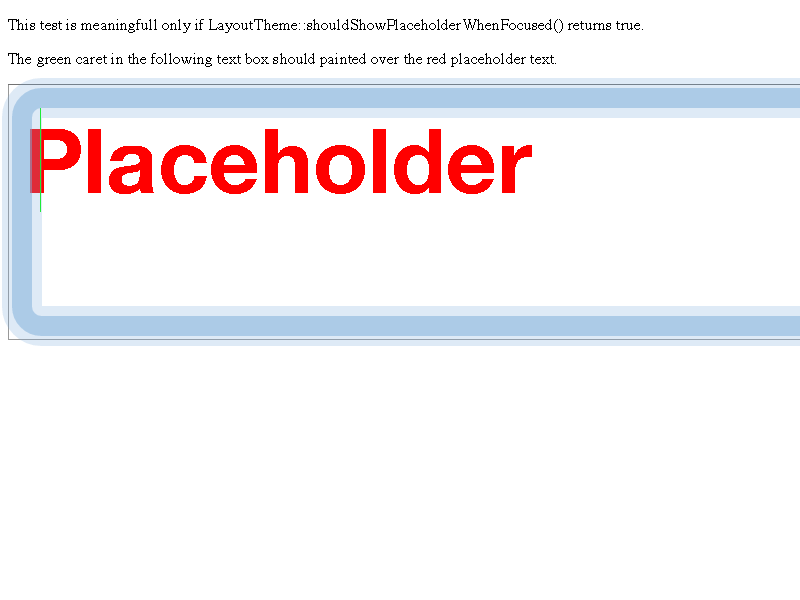 This test is meaningfull only if LayoutTheme::shouldShowPlaceholderWhenFocused() returns true.
The green caret in the following text box should painted over the red placeholder text.
Placeholder